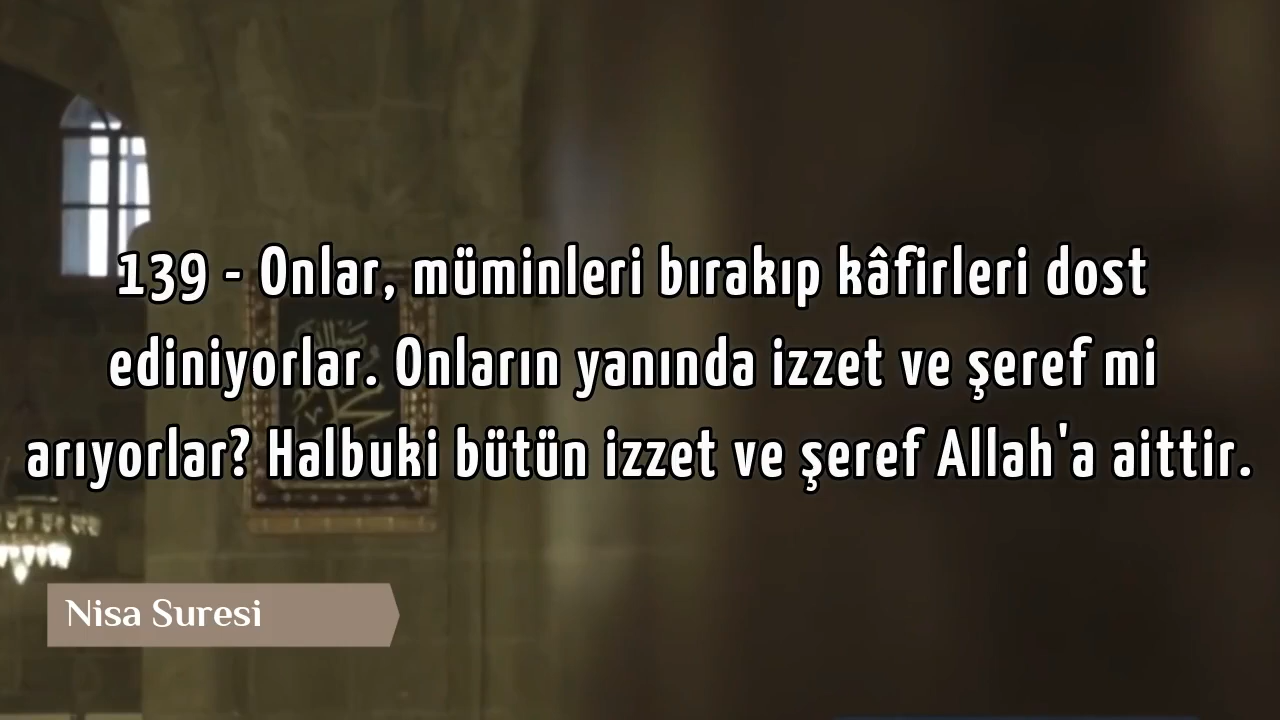 139 - Onlar, müminleri bırakıp kâfirleri dost
ediniyorlar. Onların yanında izzet ve şeref mi
arıyorlar? Halbuki bütün izzet ve şeref Allah'a aittir.
Nisa Suresi